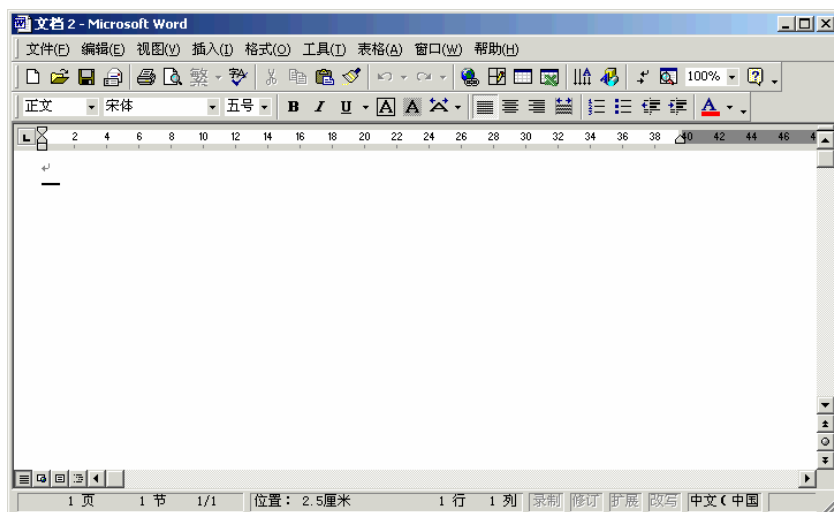 文档 2 - Microsoft Word
文件(F) 编辑(E) 视图(V) 插入(I) 格式(O) 工具(T) 表格(A) 窗口(W) 帮助(H)
繁 100%
正文 宋体 五号 B I U A A A
L 2 4 6 8 10 12 14 16 18 20 22 24 26 28 30 32 34 36 38 40 42 44 46 4
1 页 1 节 1/1 位置: 2.5厘米 1 行 1 列 录制 修订 扩展 改写 中文(中国